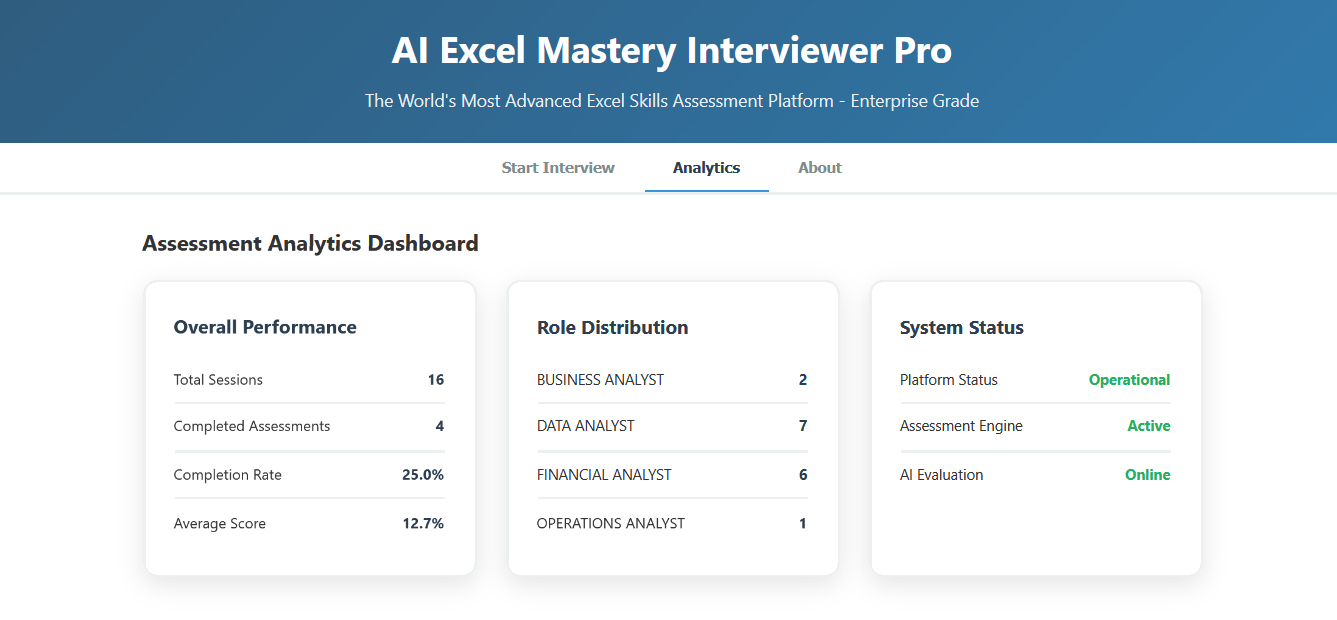 AI Excel Mastery Interviewer Pro
The World's Most Advanced Excel Skills Assessment Platform - Enterprise Grade
Start Interview Analytics About
Assessment Analytics Dashboard
Overall Performance
Total Sessions 16
Completed Assessments 4
Completion Rate 25.0%
Average Score 12.7%
Role Distribution
BUSINESS ANALYST 2
DATA ANALYST 7
FINANCIAL ANALYST 6
OPERATIONS ANALYST 1
System Status
Platform Status Operational
Assessment Engine Active
AI Evaluation Online